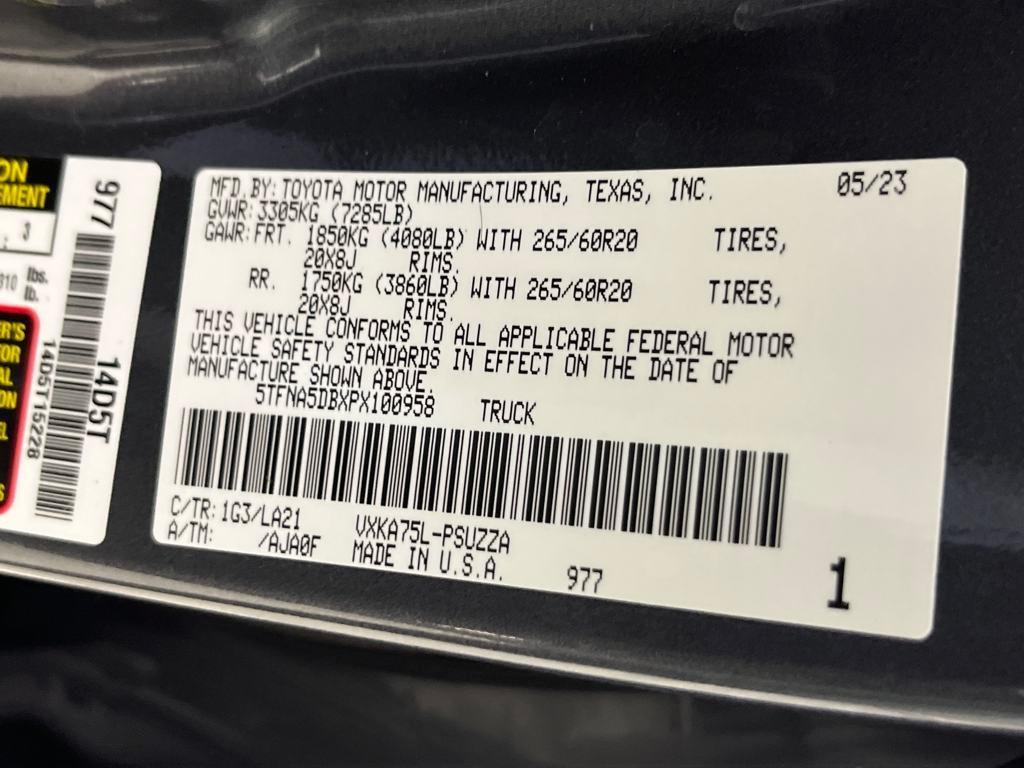 MFD.BY:TOYOTA MOTOR MANUFACTURING, TEXAS, INC. 05/23
GVWR:3305KG (7285LB)
GAWR:FRT. 1850KG (4080LB) WITH 265/60R20 TIRES,
20X8J RIMS.
RR. 1750KG (3860LB) WITH 265/60R20 TIRES,
20X8J RIMS.
THIS VEHICLE CONFORMS TO ALL APPLICABLE FEDERAL MOTOR
VEHICLE SAFETY STANDARDS IN EFFECT ON THE DATE OF
MANUFACTURE SHOWN ABOVE.
5TFNA5DBXPX100958 TRUCK
C/TR:1G3/LA21 VXKA75L-PSUZZA
A/TM: /AJA0F MADE IN U.S.A. 977
1
977
14D5T
14D5T15228
3
lbs.
lb.